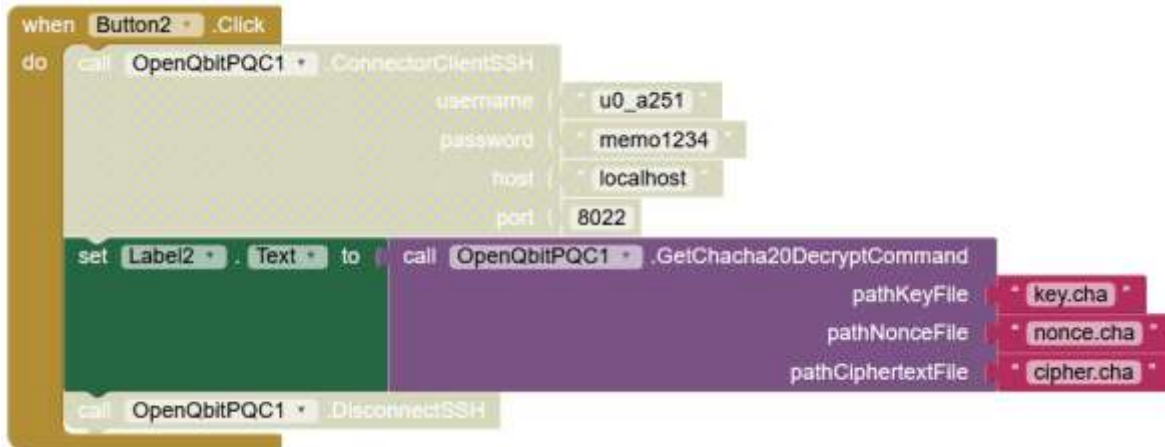 when Button2 .Click
do call OpenQbitPQC1 .ConnectorClientSSH
username " u0_a251 "
password " memo1234 "
host " localhost "
port 8022
set Label2 . Text to call OpenQbitPQC1 .GetChacha20DecryptCommand
pathKeyFile " key.cha "
pathNonceFile " nonce.cha "
pathCiphertextFile " cipher.cha "
call OpenQbitPQC1 .DisconnectSSH